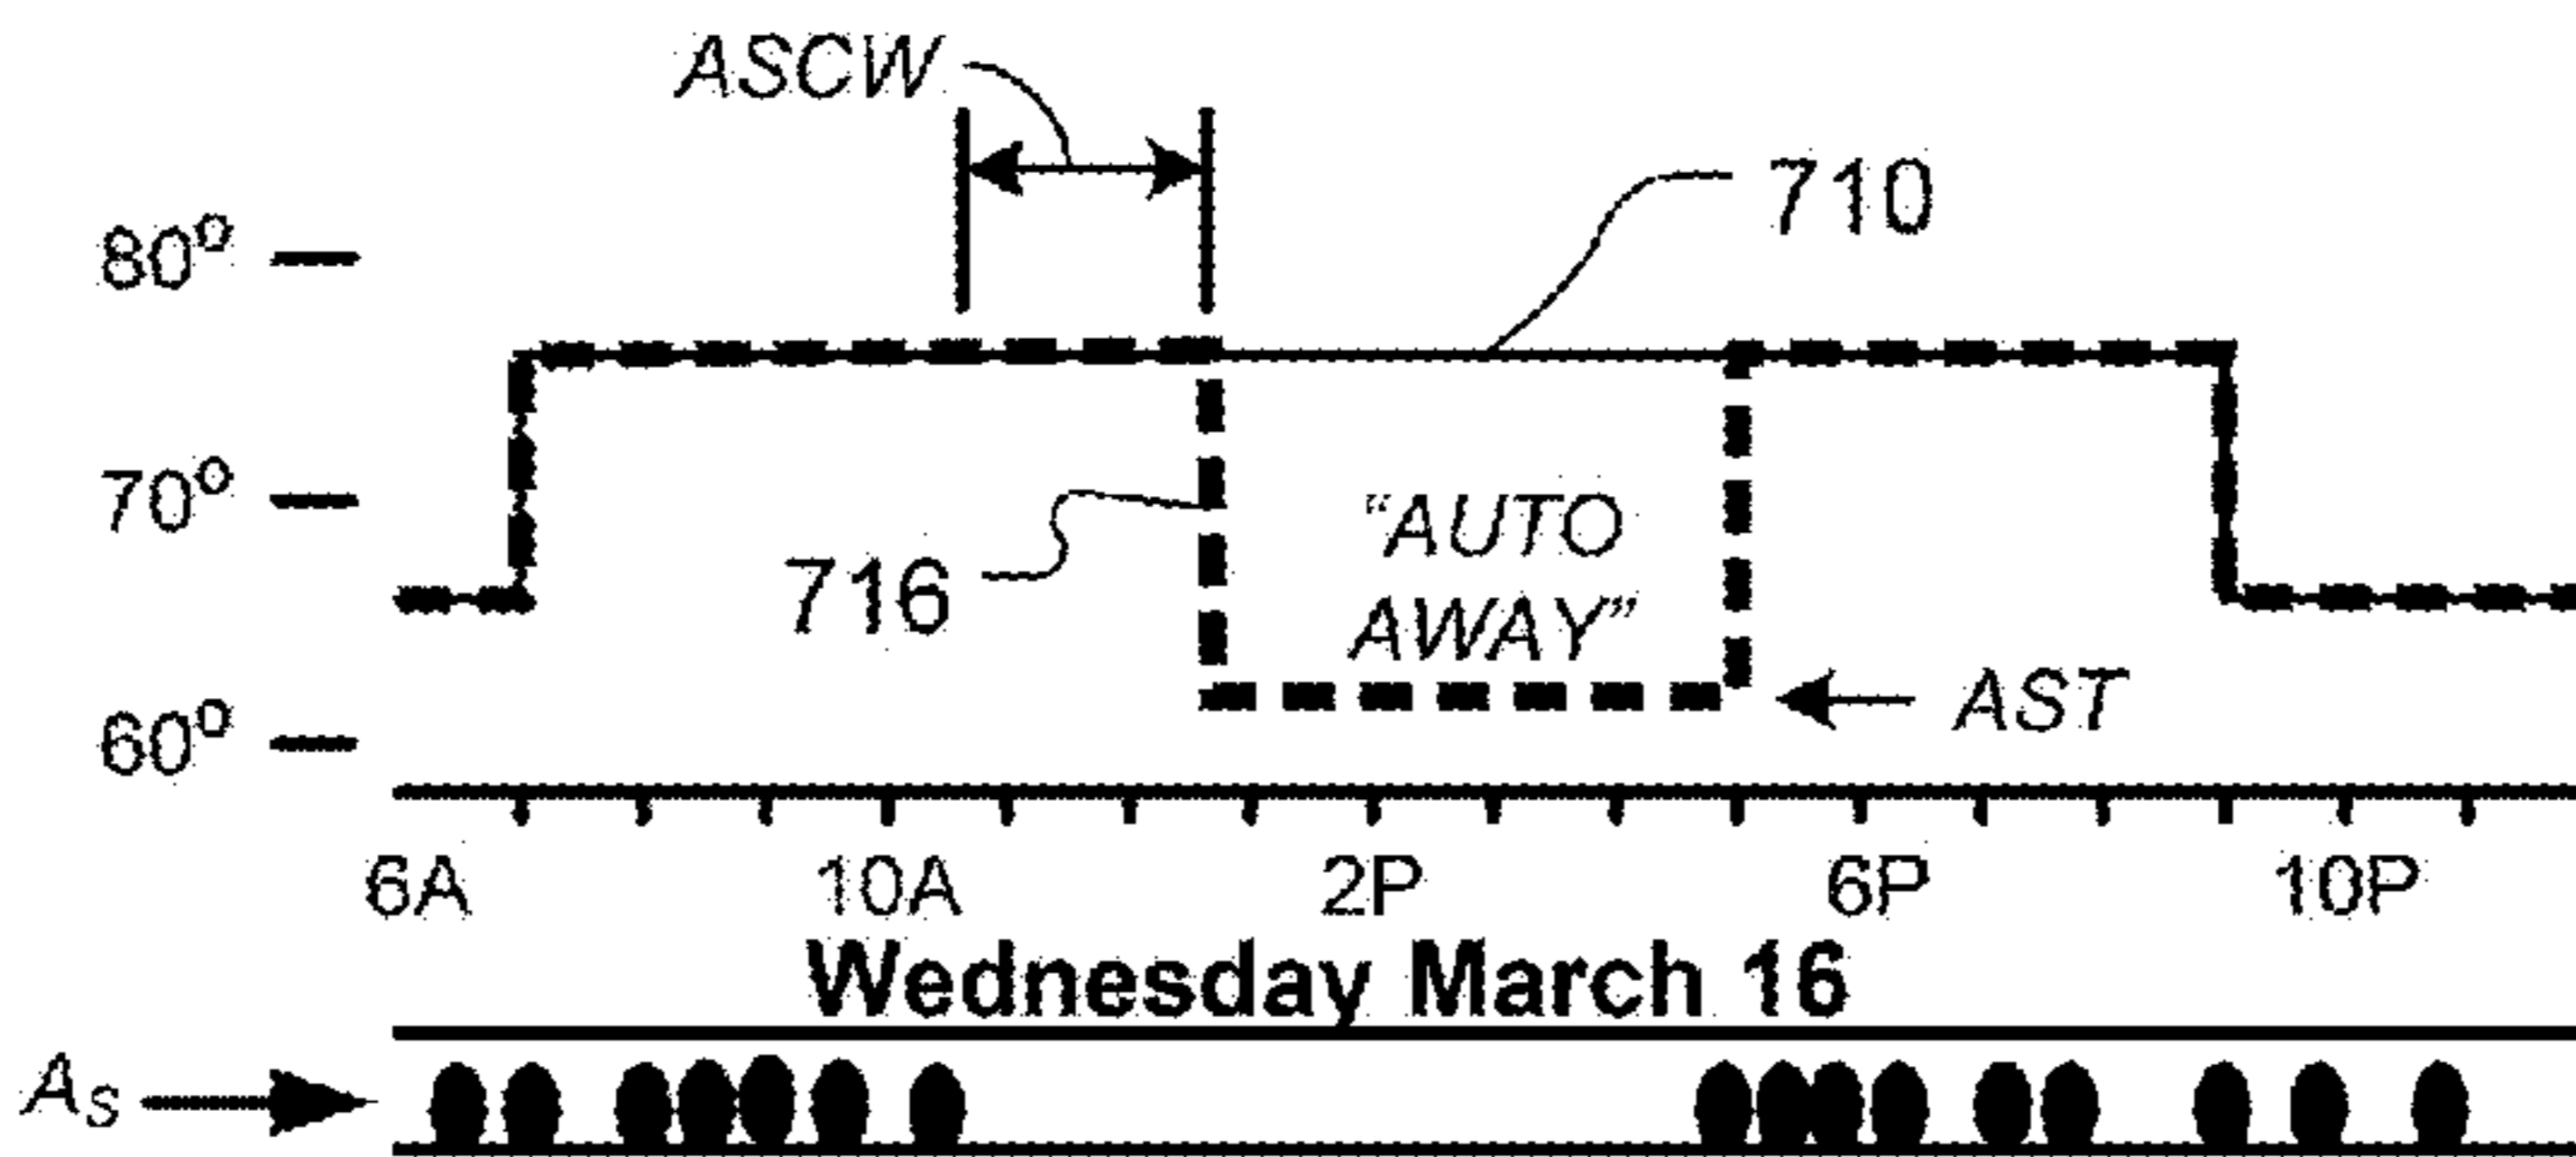 ASCW
710
80°
70°
"AUTO
AWAY"
716
60°
AST
6A 10A 2P 6P 10P
Wednesday March 16
As